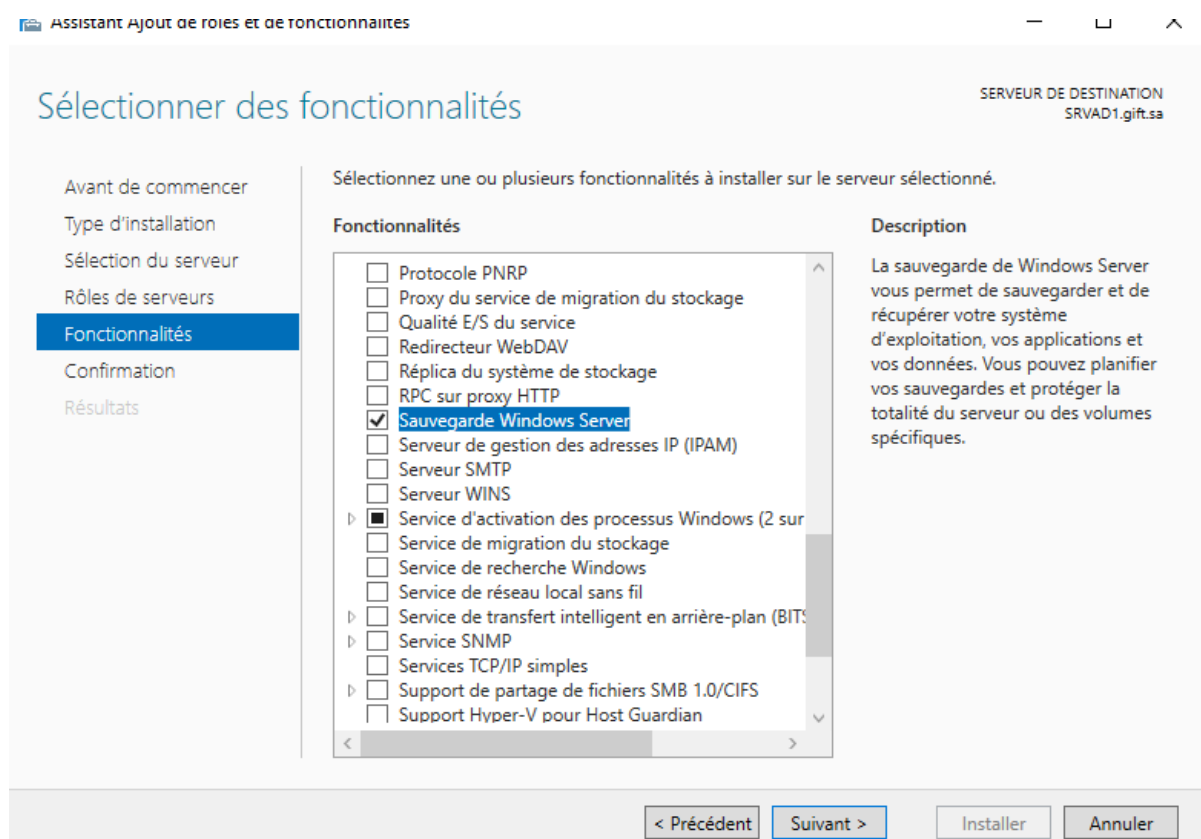 Assistant Ajout de rôles et de fonctionnalités
Sélectionner des fonctionnalités
SERVEUR DE DESTINATION
SRVAD1.gift.sa
Avant de commencer
Type d'installation
Sélection du serveur
Rôles de serveurs
Fonctionnalités
Confirmation
Résultats
Sélectionnez une ou plusieurs fonctionnalités à installer sur le serveur sélectionné.
Fonctionnalités
Protocole PNRP
Proxy du service de migration du stockage
Qualité E/S du service
Redirecteur WebDAV
Réplica du système de stockage
RPC sur proxy HTTP
Sauvegarde Windows Server
Serveur de gestion des adresses IP (IPAM)
Serveur SMTP
Serveur WINS
Service d'activation des processus Windows (2 sur
Service de migration du stockage
Service de recherche Windows
Service de réseau local sans fil
Service de transfert intelligent en arrière-plan (BITS
Service SNMP
Services TCP/IP simples
Support de partage de fichiers SMB 1.0/CIFS
Support Hyper-V pour Host Guardian
Description
La sauvegarde de Windows Server
vous permet de sauvegarder et de
récupérer votre système
d'exploitation, vos applications et
vos données. Vous pouvez planifier
vos sauvegardes et protéger la
totalité du serveur ou des volumes
spécifiques.
< Précédent
Suivant >
Installer
Annuler